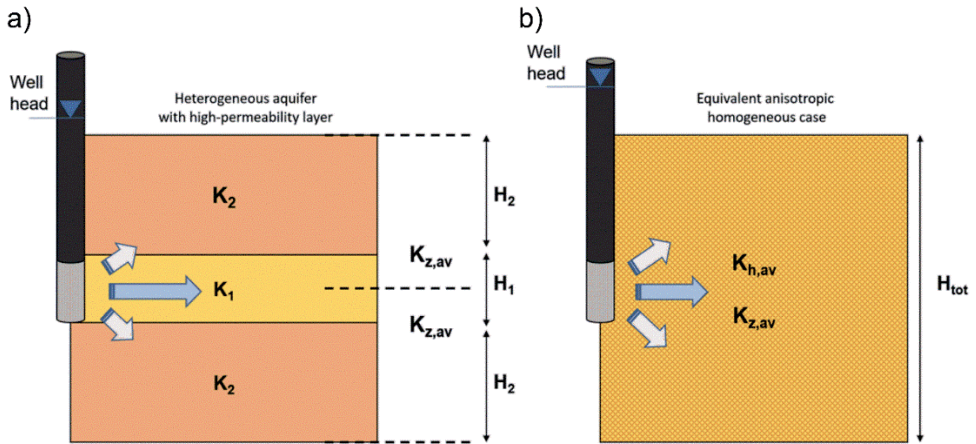 a)
Well
head
Heterogeneous aquifer
with high-permeability layer
K2
H2
Kz,av
K1
H1
Kz,av
K2
H2
b)
Well
head
Equivalent anisotropic
homogeneous case
Kh,av
Kz,av
Htot